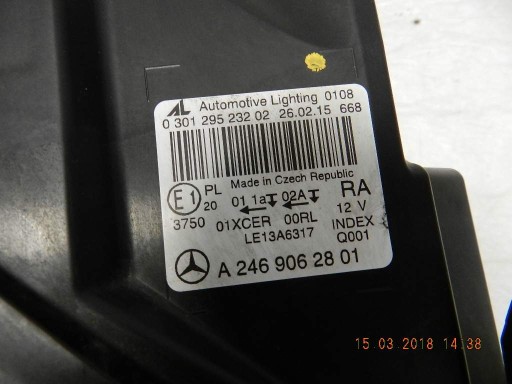 AL Automotive Lighting 0108
0 301 295 232 02 26.02.15 668
Made in Czech Republic
E1 PL 20 01 1a 02A RA
3750 01XCER 00RL 12 V
LE13A6317 INDEX Q001
A 246 906 28 01
15 03 2018 14:38